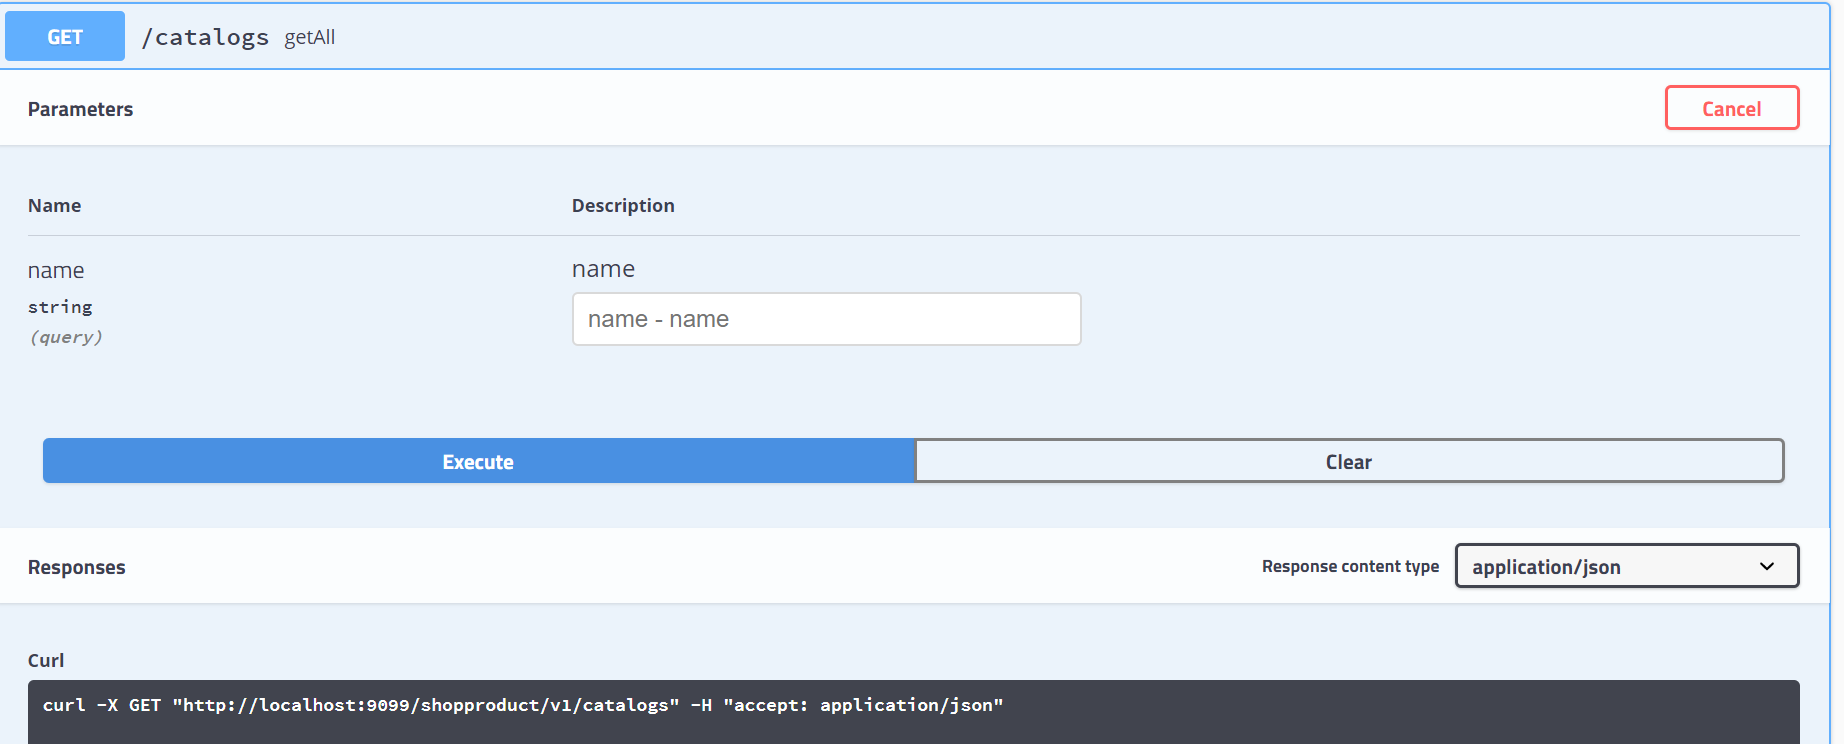 GET /catalogs getAll
Parameters
Cancel
Name Description
name name
string
(query)
name - name
Execute Clear
Responses
Response content type application/json
Curl
curl -X GET "http://localhost:9099/shopproduct/v1/catalogs" -H "accept: application/json"